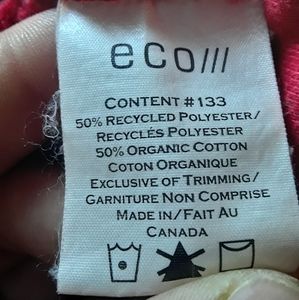 eco///
CONTENT #133
50% RECYCLED POLYESTER/
RECYCLÉS POLYESTER
50% ORGANIC COTTON
COTON ORGANIQUE
EXCLUSIVE OF TRIMMING/
GARNITURE NON COMPRISE
MADE IN/FAIT AU
CANADA